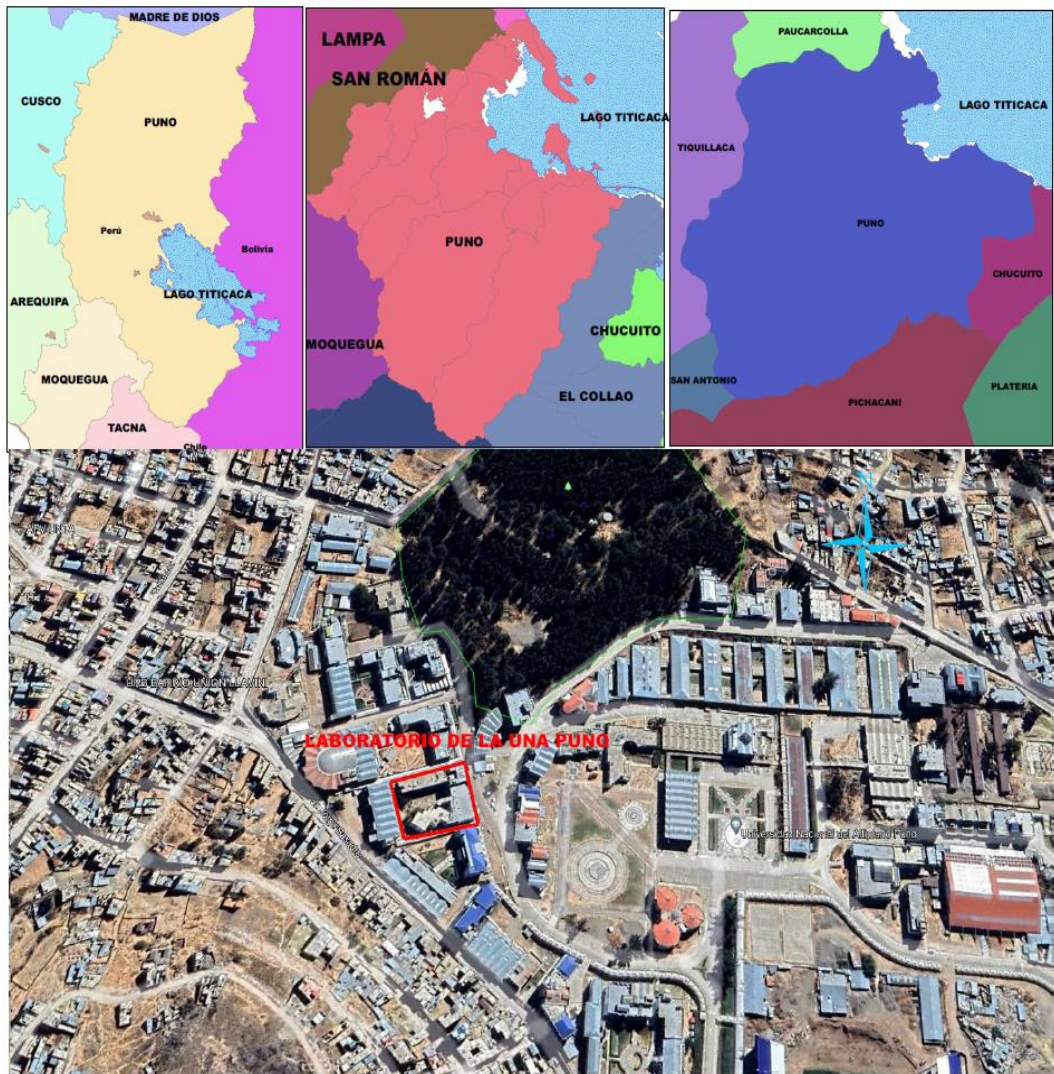 MADRE DE DIOS
CUSCO
PUNO
Perú
Bolivia
LAGO TITICACA
AREQUIPA
MOQUEGUA
TACNA
Chile
LAMPA
SAN ROMÁN
LAGO TITICACA
PUNO
MOQUEGUA
CHUCUITO
EL COLLAO
PAUCARCOLLA
LAGO TITICACA
TIQUILLACA
PUNO
CHUCUITO
SAN ANTONIO
PLATERIA
PICHACANI
N
UNION LLAVINI
LABORATORIO DE LA UNA PUNO
Universidad Nacional del Altiplano Puno